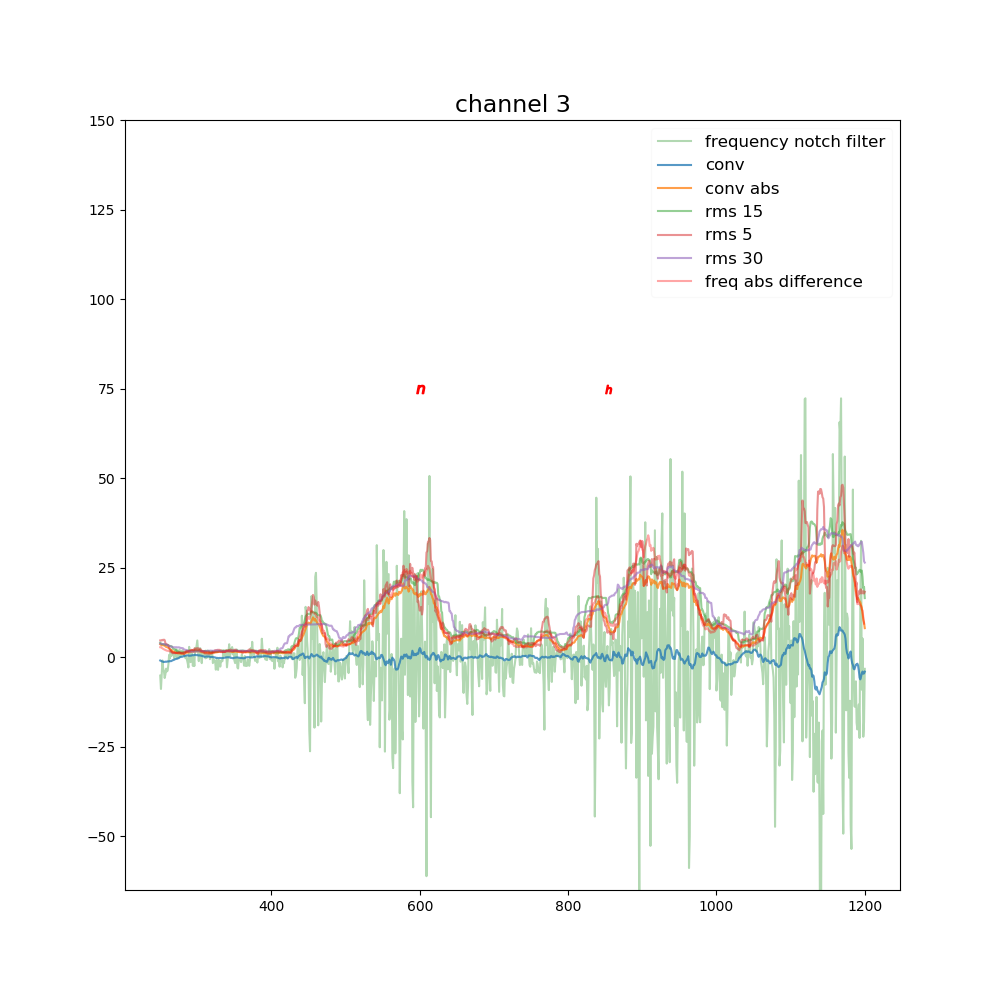 channel 3
150
125
100
75
50
25
0
−25
−50
400 600 800 1000 1200
frequency notch filter
conv
conv abs
rms 15
rms 5
rms 30
freq abs difference
n h